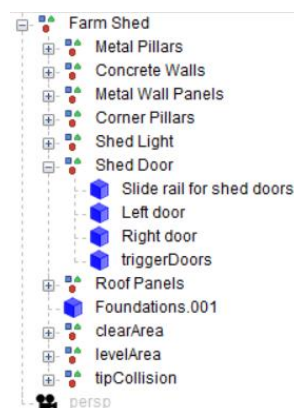 Farm Shed
Metal Pillars
Concrete Walls
Metal Wall Panels
Corner Pillars
Shed Light
Shed Door
Slide rail for shed doors
Left door
Right door
triggerDoors
Roof Panels
Foundations.001
clearArea
levelArea
tipCollision
persp